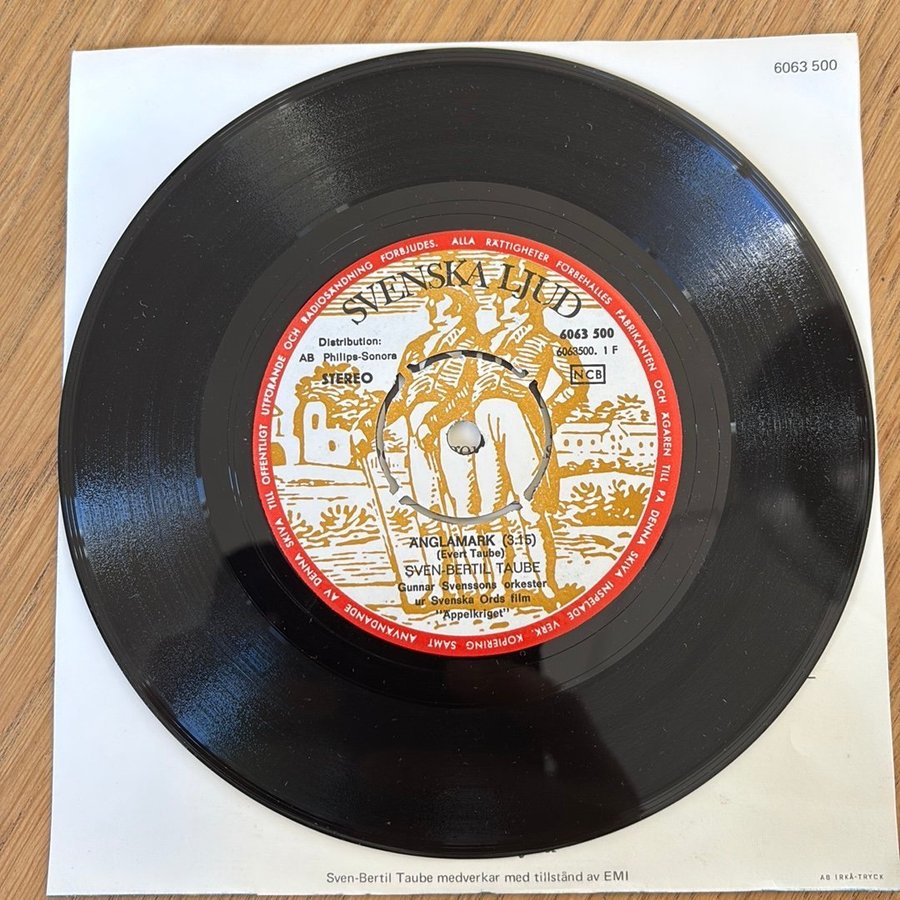 6063 500
AV DENNA SKIVA TILL OFFENTLIGT UTFÖRANDE OCH RADIOSÄNDNING FÖRBJUDES. ALLA RÄTTIGHETER FÖRBEHÅLLES FABRIKANTEN OCH ÄGAREN TILL PÅ DENNA SKIVA INSPELADE VERK. KOPIERING SAMT ANVÄNDANDE
SVENSKA LJUD
Distribution:
AB Philips-Sonora
STEREO
6063 500
6063500. 1 F
NCB
ÄNGLAMARK (3.15)
(Evert Taube)
SVEN-BERTIL TAUBE
Gunnar Svenssons orkester
ur Svenska Ords film
"Äppelkriget"
Sven-Bertil Taube medverkar med tillstånd av EMI
AB IRKÅ-TRYCK